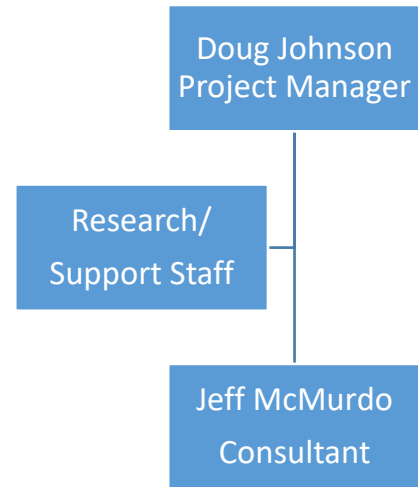 Doug Johnson
Project Manager
Research/
Support Staff
Jeff McMurdo
Consultant